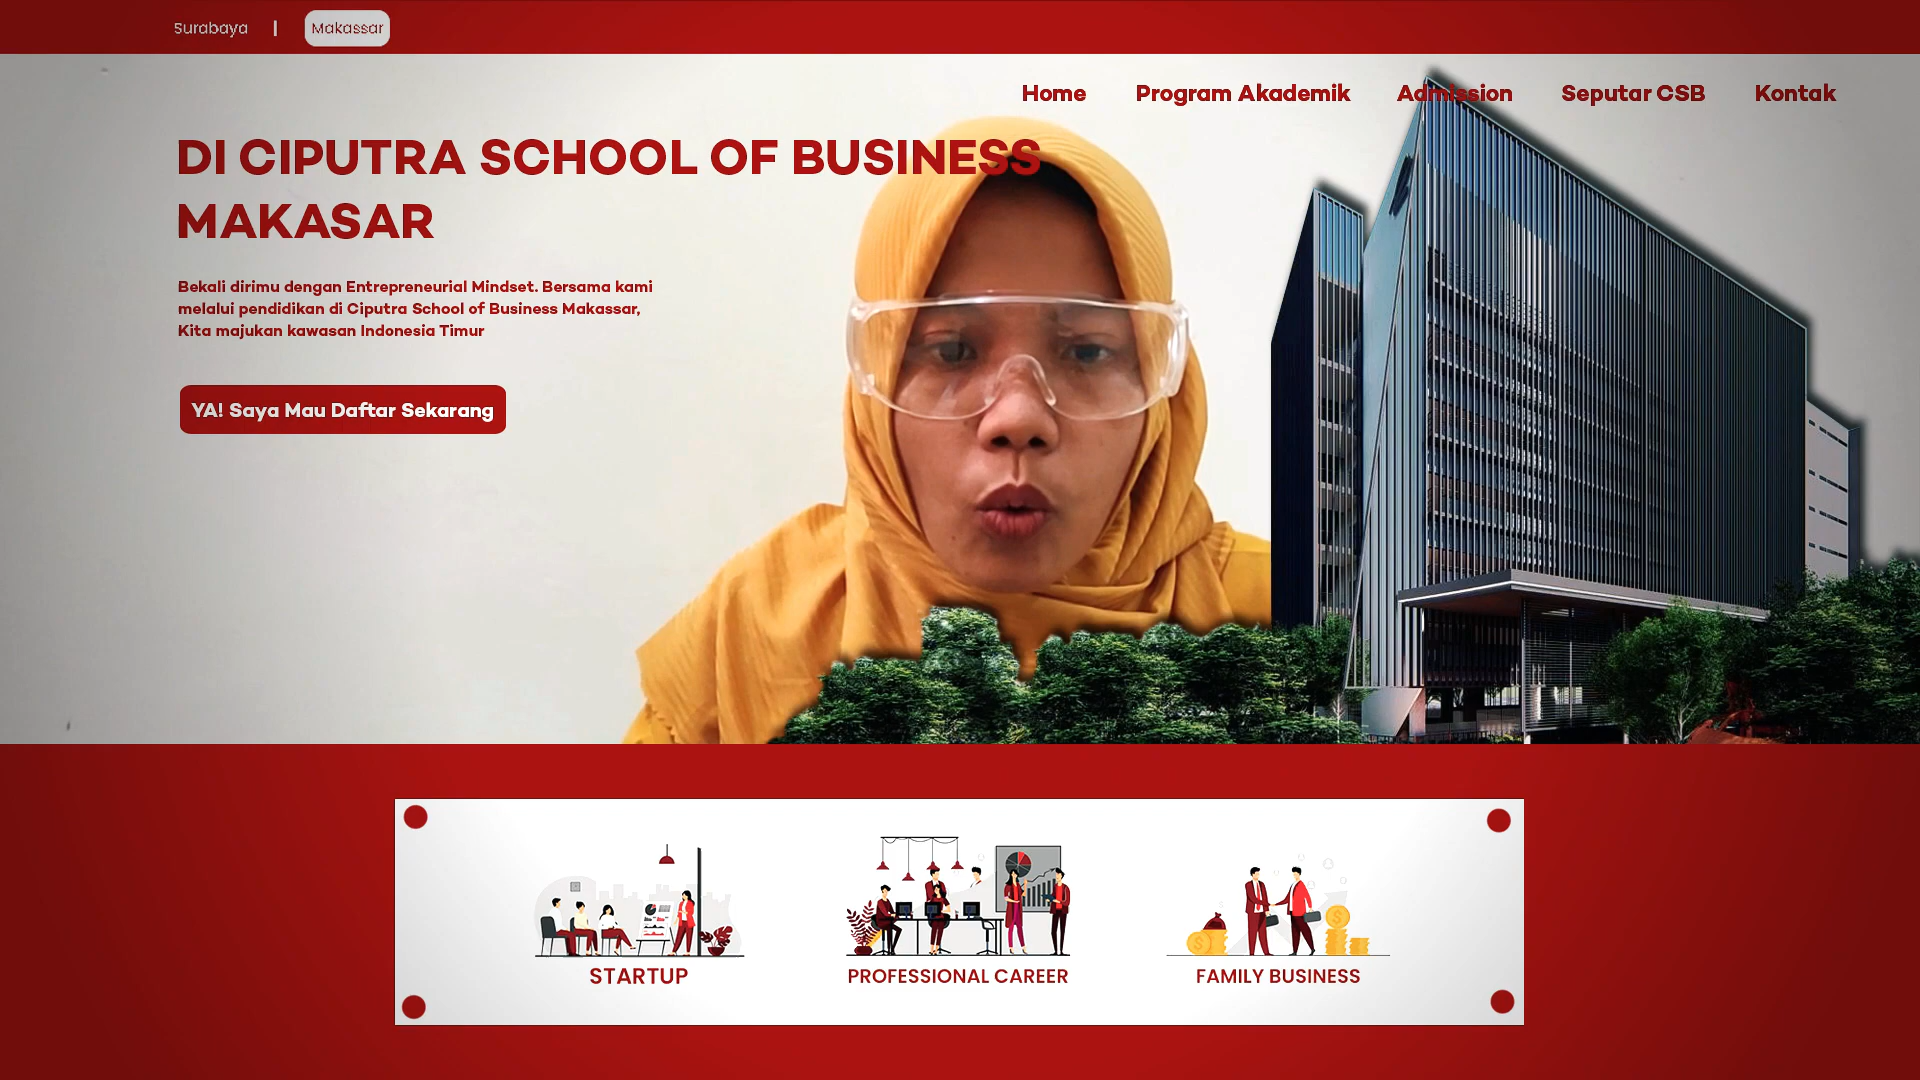 Surabaya | Makassar
Home Program Akademik Admission Seputar CSB Kontak
DI CIPUTRA SCHOOL OF BUSINESS
MAKASAR
Bekali dirimu dengan Entrepreneurial Mindset. Bersama kami
melalui pendidikan di Ciputra School of Business Makassar,
Kita majukan kawasan Indonesia Timur
YA! Saya Mau Daftar Sekarang
STARTUP
PROFESSIONAL CAREER
FAMILY BUSINESS